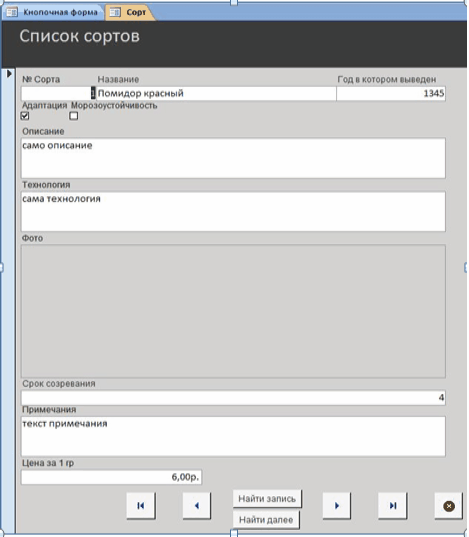 Кнопочная форма Сорт
Список сортов
№ Сорта Название Год в котором выведен
1 Помидор красный 1345
Адаптация Морозоустойчивость
Описание
само описание
Технология
сама технология
Фото
Срок созревания
4
Примечания
текст примечания
Цена за 1 гр
6,00р.
Найти запись
Найти далее